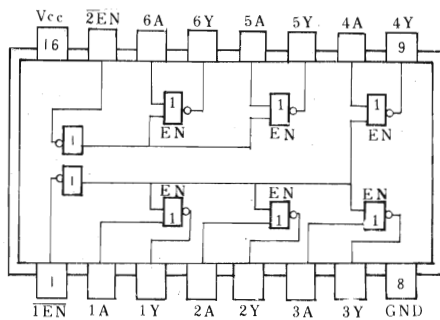 Vcc 2EN 6A 6Y 5A 5Y 4A 4Y
16 9
1 1 1
EN EN EN
1
1
EN EN EN
1 1 1
1 8
1EN 1A 1Y 2A 2Y 3A 3Y GND